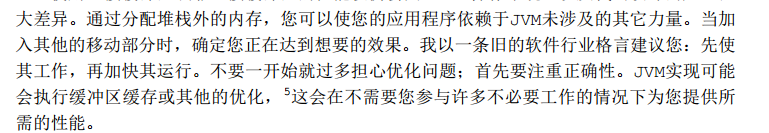 大差异。通过分配堆栈外的内存，您可以使您的应用程序依赖于JVM未涉及的其它力量。当
加入其他的移动部分时，确定您正在达到想要的效果。我以一条旧的软件行业格言建议您：先使
其工作，再加快其运行。不要一开始就过多担心优化问题；首先要注重正确性。JVM实现可能
会执行缓冲区缓存或其他的优化，⁵这会在不需要您参与许多不必要工作的情况下为您提供所
需的性能。